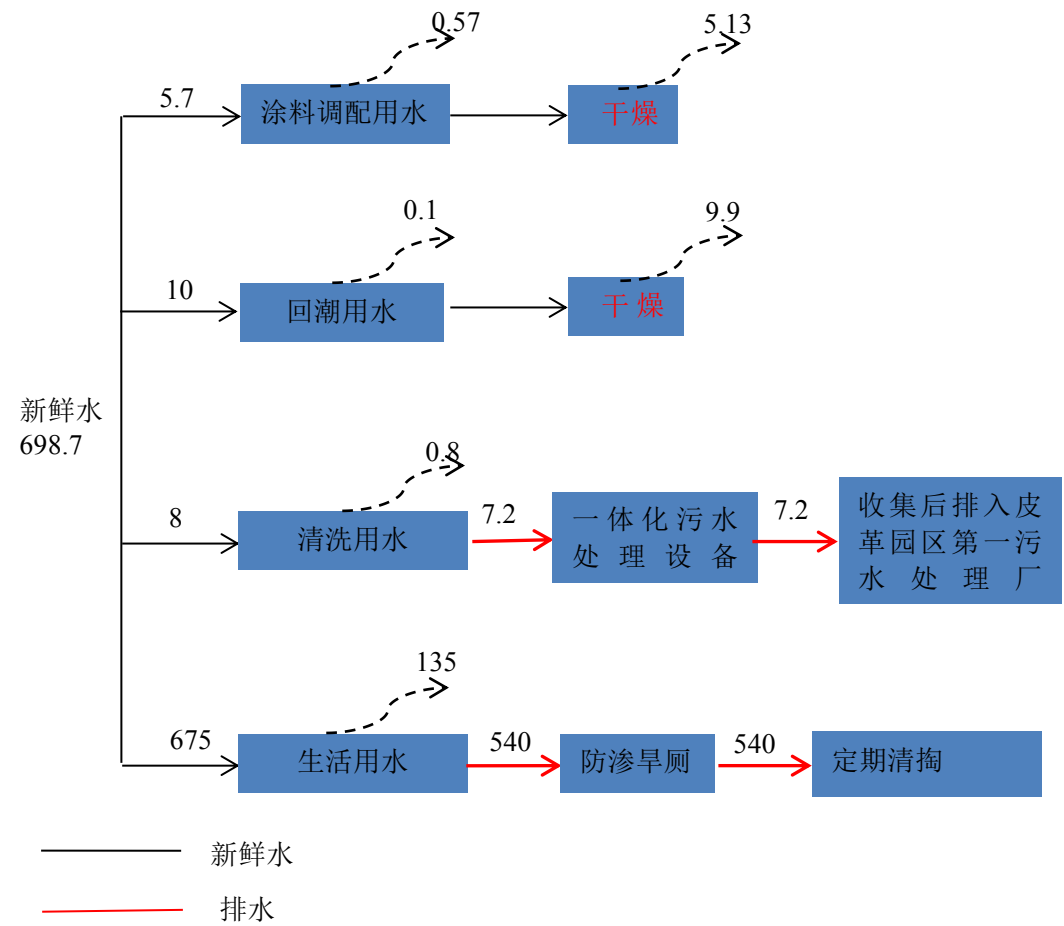 0.57
5.13
5.7
涂料调配用水
干燥
0.1
9.9
10
回潮用水
干 燥
新鲜水
698.7
0.8
8
清洗用水
7.2
一体化污水
处理设备
7.2
收集后排入皮
革园区第一污
水处理厂
135
675
生活用水
540
防渗旱厕
540
定期清掏
新鲜水
排水